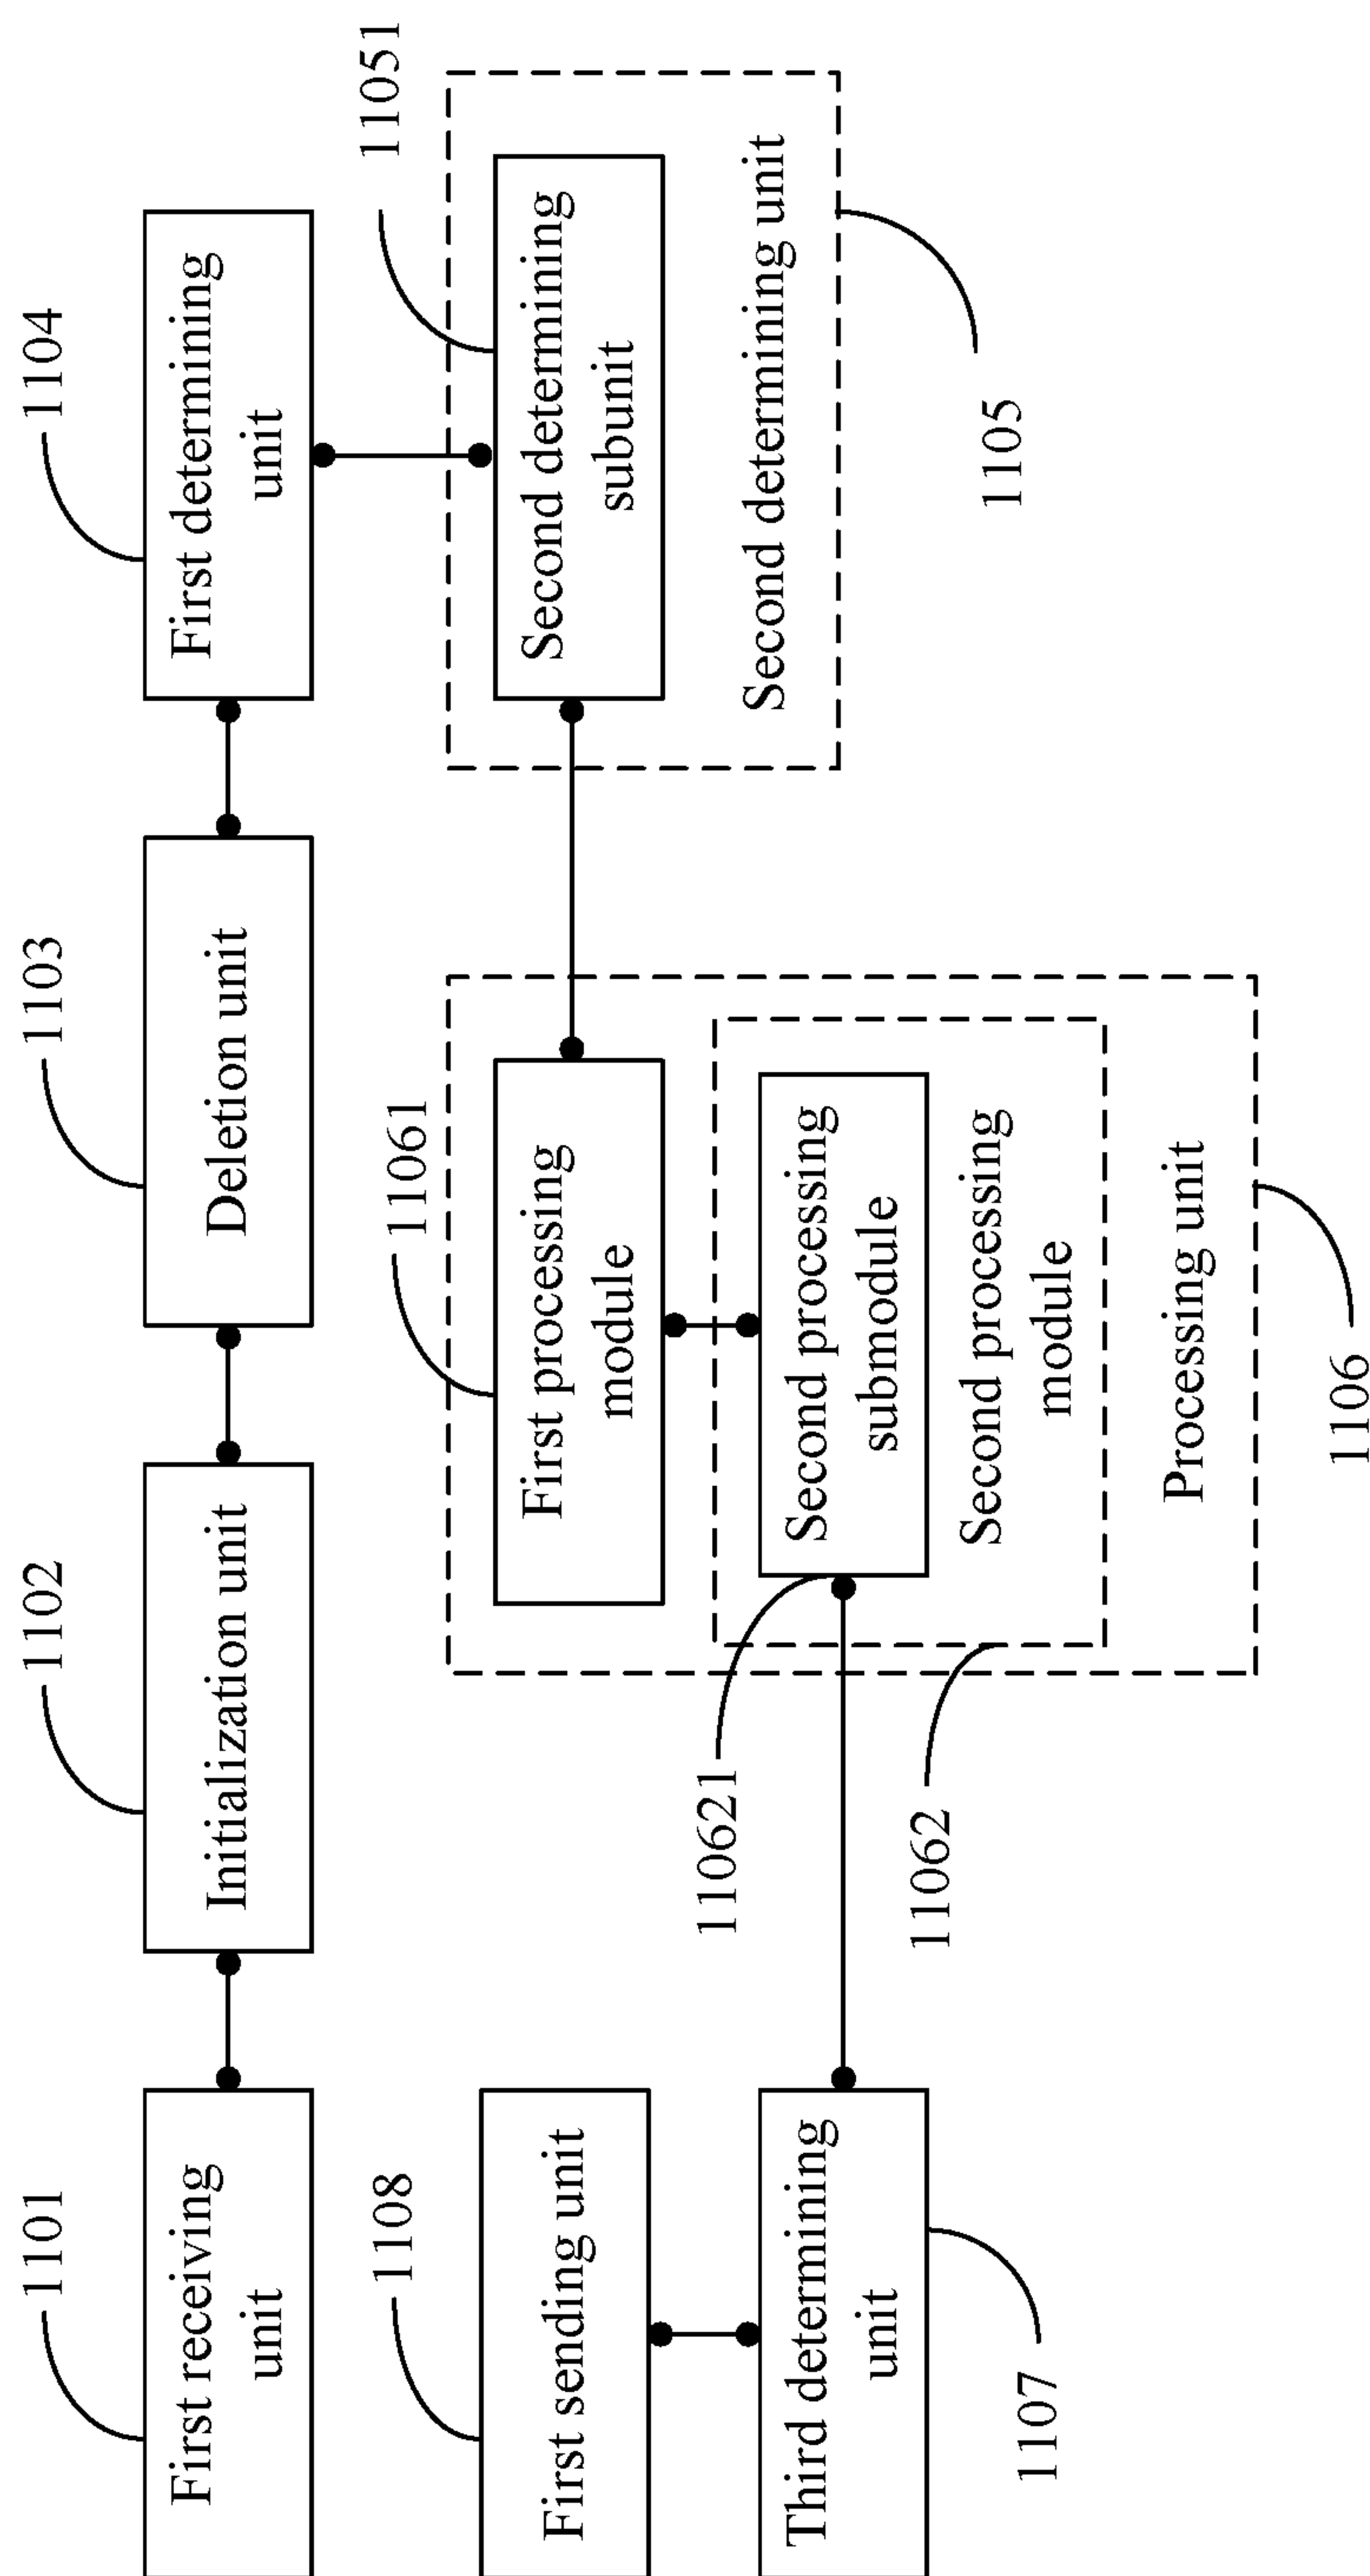 1101
First receiving
unit
1102
Initialization unit
1103
Deletion unit
1104
First determining
unit
1108
First sending unit
11061
First processing
module
11051
Second determining
subunit
Second determining unit
1105
11062​1
Second processing
submodule
11062
Second processing
module
Processing unit
1106
Third determining
unit
1107